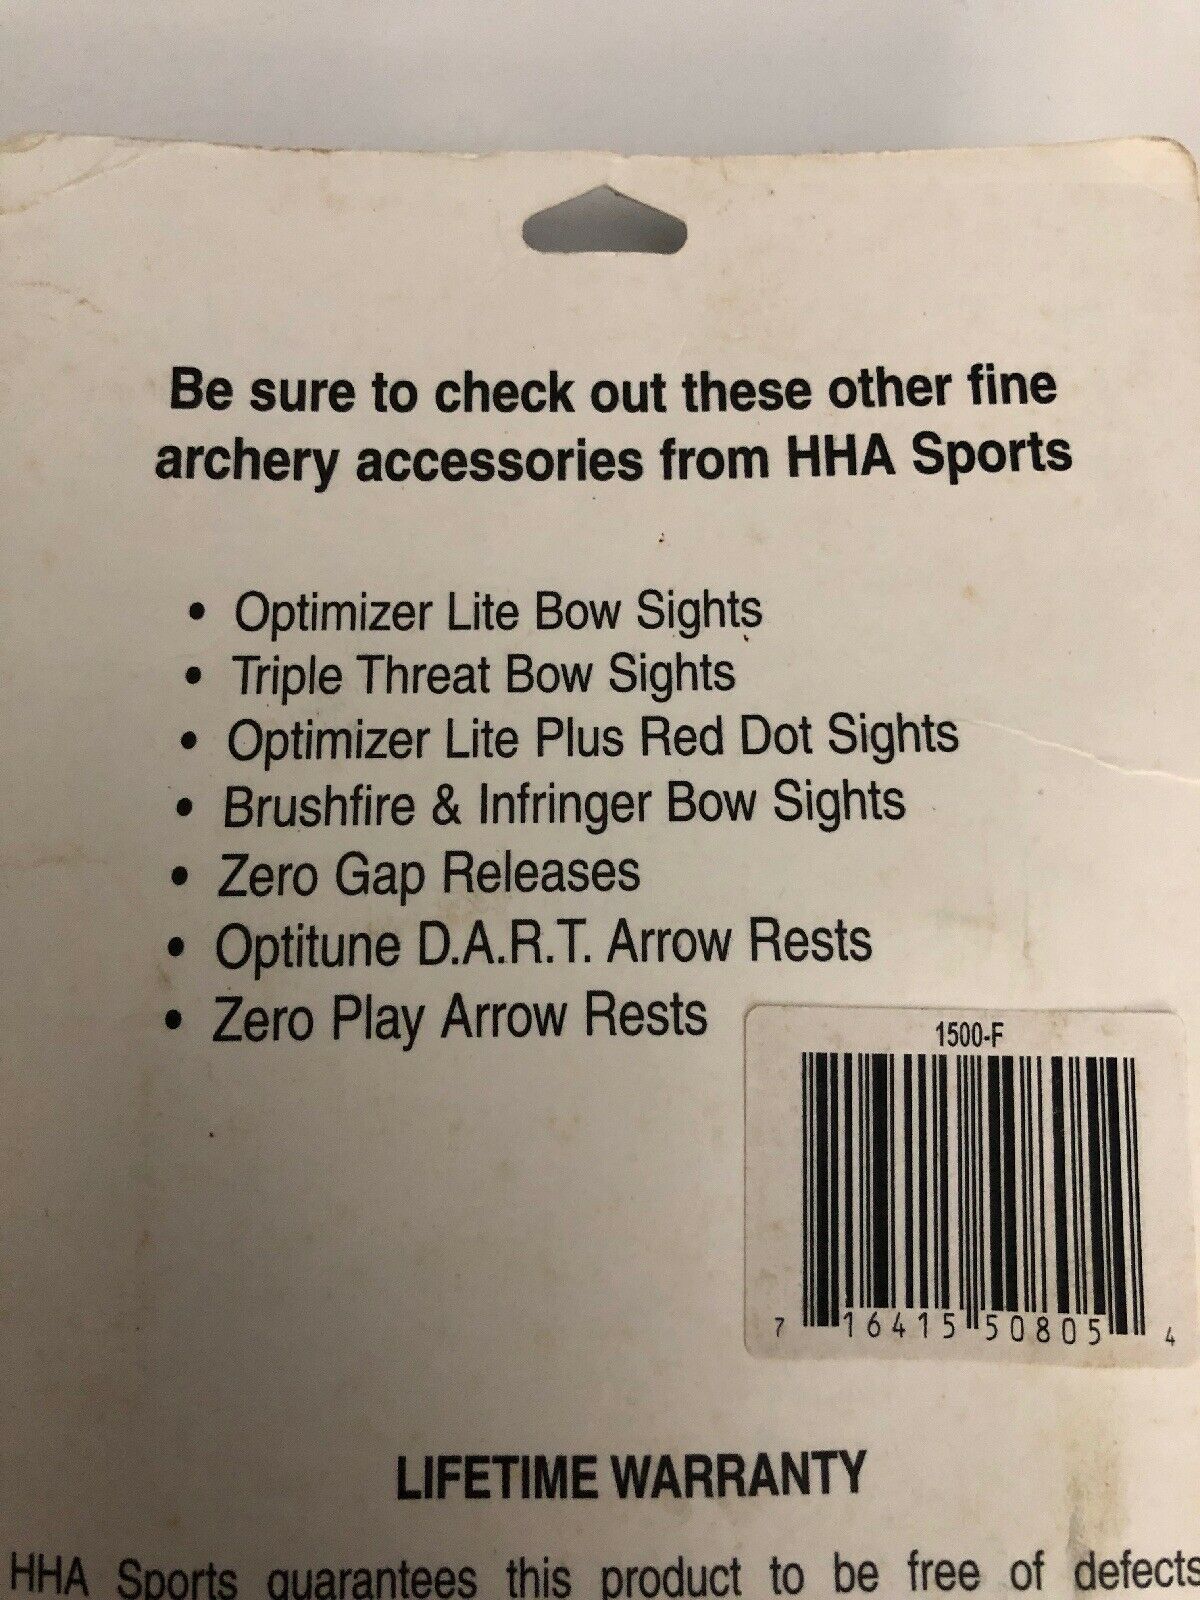 Be sure to check out these other fine
archery accessories from HHA Sports
• Optimizer Lite Bow Sights
• Triple Threat Bow Sights
• Optimizer Lite Plus Red Dot Sights
• Brushfire & Infringer Bow Sights
• Zero Gap Releases
• Optitune D.A.R.T. Arrow Rests
• Zero Play Arrow Rests
1500-F
7 16415 50805 4
LIFETIME WARRANTY
HHA Sports guarantees this product to be free of defects